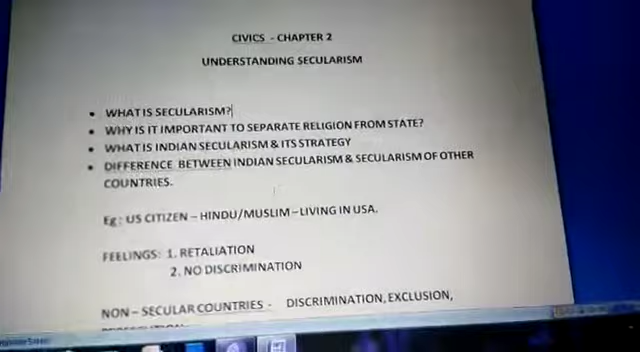 CIVICS - CHAPTER 2
UNDERSTANDING SECULARISM
• WHAT IS SECULARISM?
• WHY IS IT IMPORTANT TO SEPARATE RELIGION FROM STATE?
• WHAT IS INDIAN SECULARISM & ITS STRATEGY
• DIFFERENCE BETWEEN INDIAN SECULARISM & SECULARISM OF OTHER
COUNTRIES.
Eg : US CITIZEN – HINDU/MUSLIM – LIVING IN USA.
FEELINGS: 1. RETALIATION
2. NO DISCRIMINATION
NON – SECULAR COUNTRIES - DISCRIMINATION, EXCLUSION,